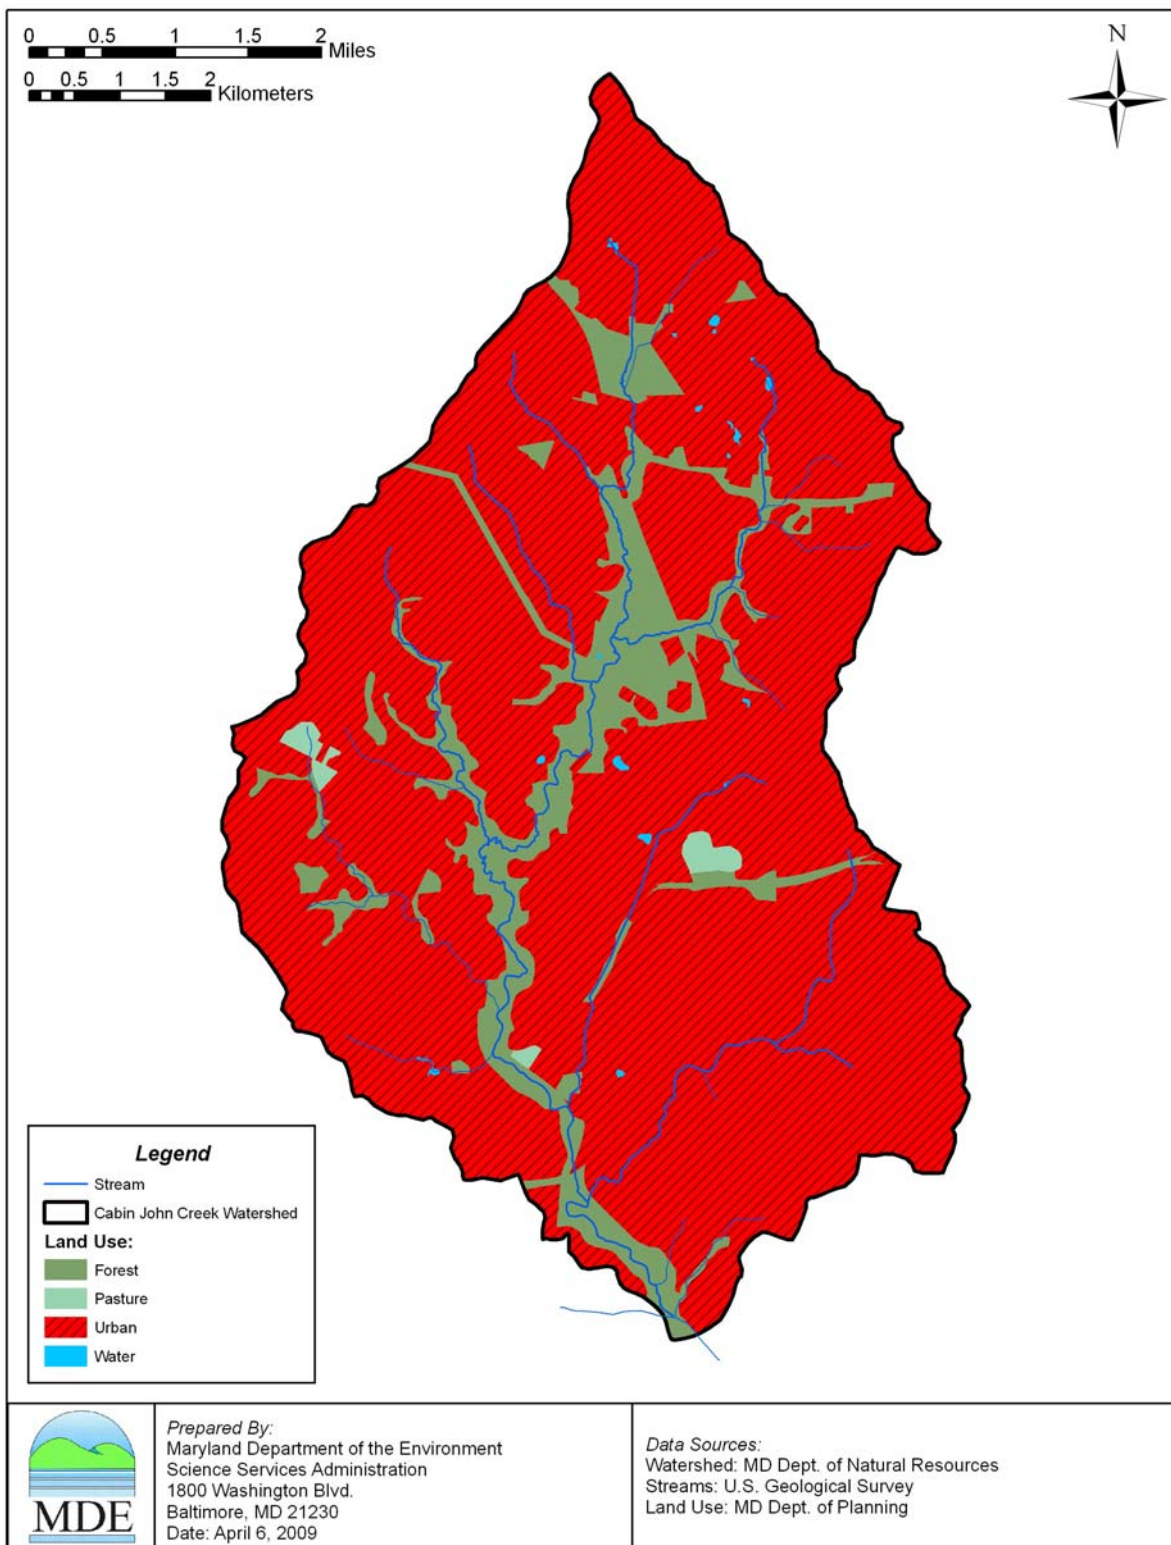 0 0.5 1 1.5 2
Miles
0 0.5 1 1.5 2
Kilometers
N
Legend
Stream
Cabin John Creek Watershed
Land Use:
Forest
Pasture
Urban
Water
MDE
Prepared By:
Maryland Department of the Environment
Science Services Administration
1800 Washington Blvd.
Baltimore, MD 21230
Date: April 6, 2009
Data Sources:
Watershed: MD Dept. of Natural Resources
Streams: U.S. Geological Survey
Land Use: MD Dept. of Planning